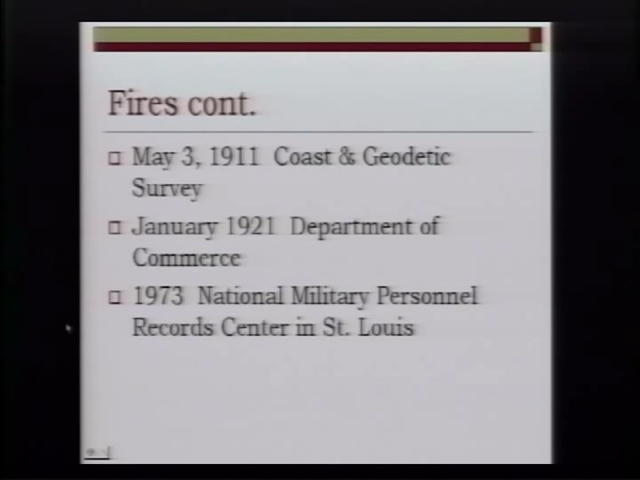 Fires cont.
May 3, 1911 Coast & Geodetic
Survey
January 1921 Department of
Commerce
1973 National Military Personnel
Records Center in St. Louis